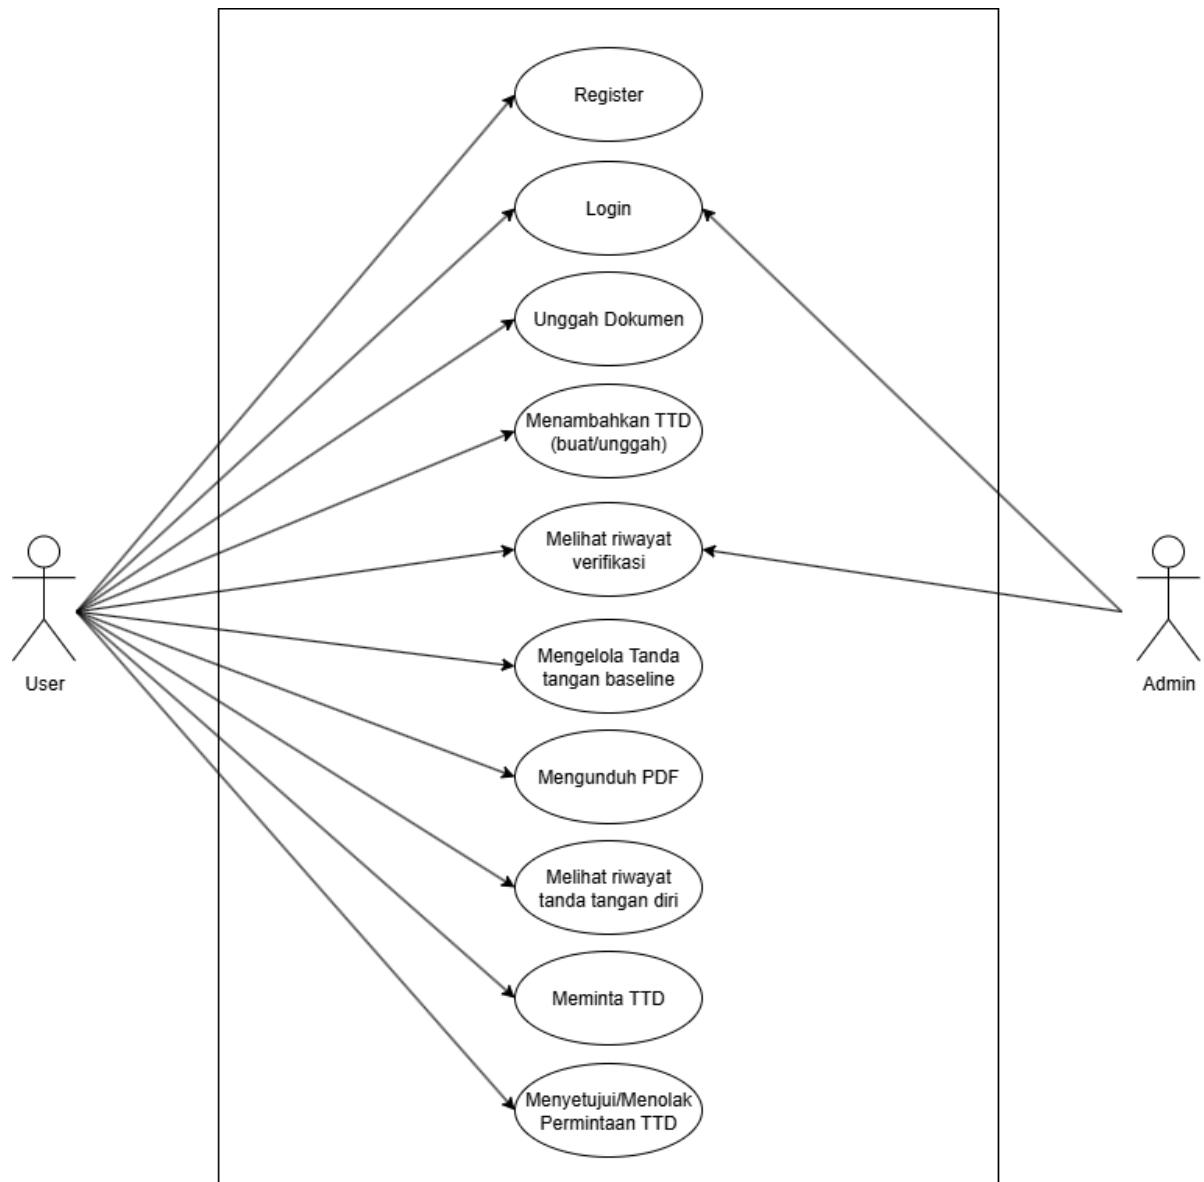 Register
Login
Unggah Dokumen
Menambahkan TTD
(buat/unggah)
Melihat riwayat
verifikasi
Mengelola Tanda
tangan baseline
User
Admin
Mengunduh PDF
Melihat riwayat
tanda tangan diri
Meminta TTD
Menyetujui/Menolak
Permintaan TTD